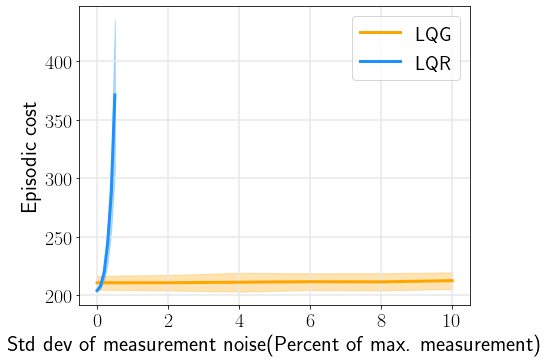 LQG
LQR
Episodic cost
400
350
300
250
200
0 2 4 6 8 10
Std dev of measurement noise(Percent of max. measurement)